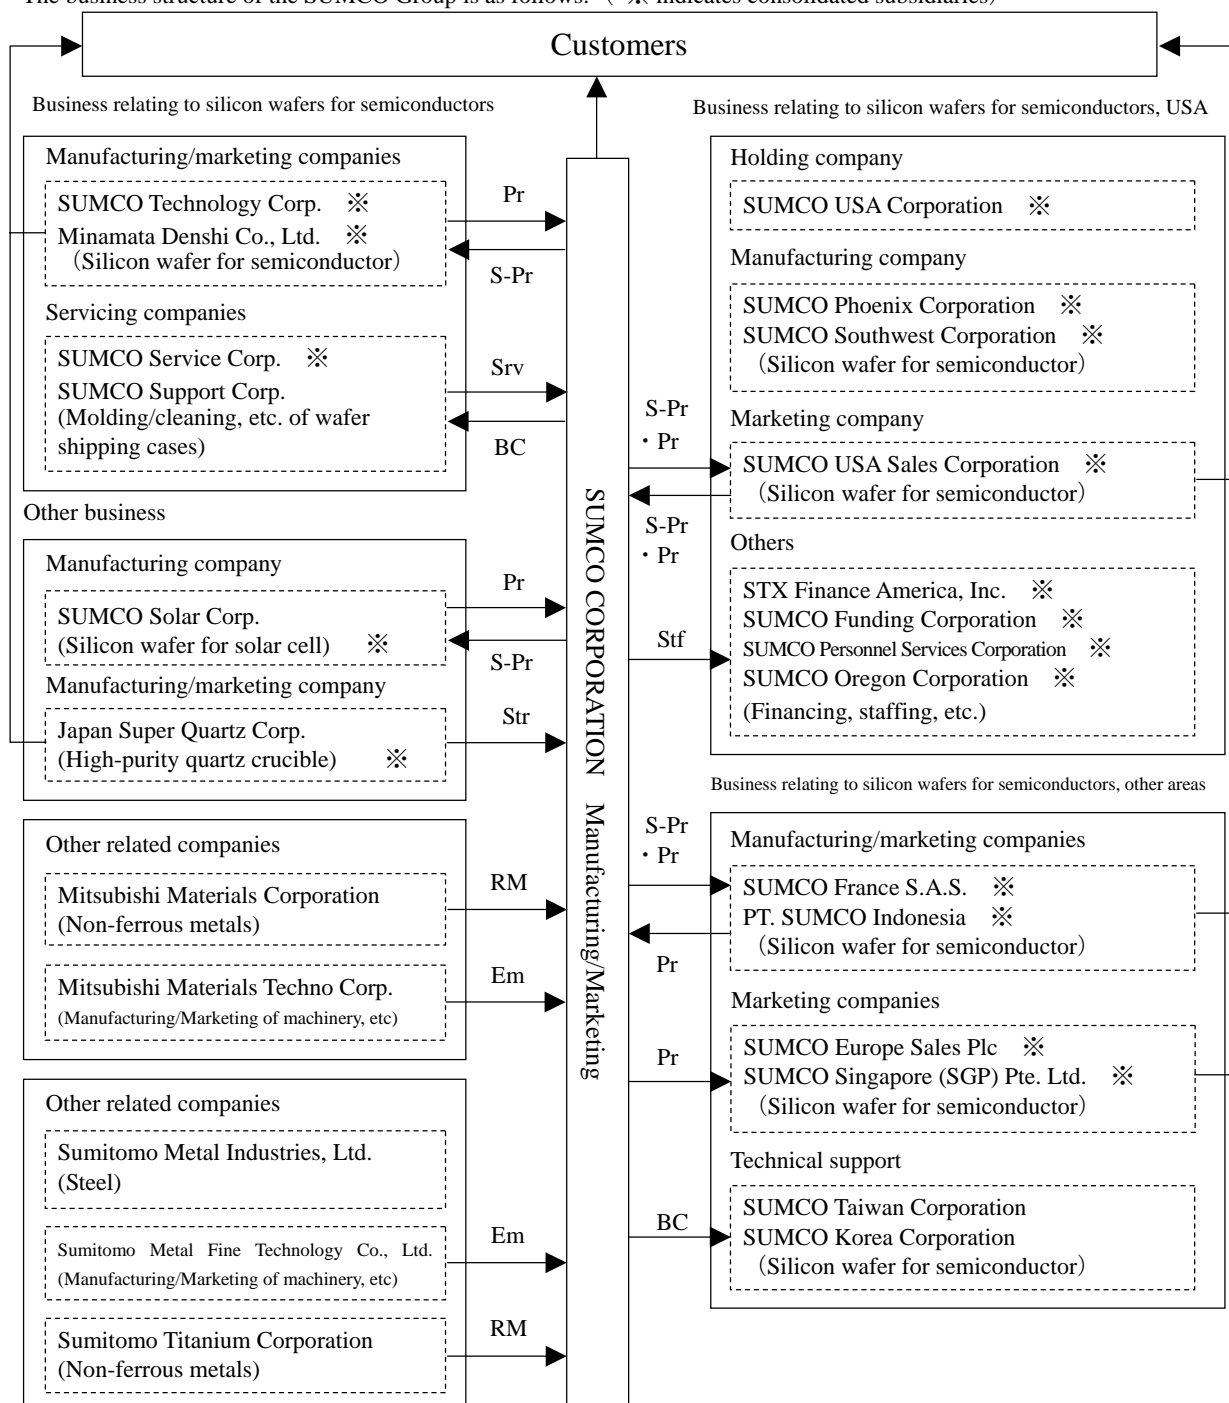 The business structure of the SUMCO Group is as follows. (※ indicates consolidated subsidiaries)
Customers
Business relating to silicon wafers for semiconductors
Manufacturing/marketing companies
SUMCO Technology Corp. ※
Minamata Denshi Co., Ltd. ※
（Silicon wafer for semiconductor）
Pr
S-Pr
Servicing companies
SUMCO Service Corp. ※
SUMCO Support Corp.
(Molding/cleaning, etc. of wafer
shipping cases)
Srv
BC
Other business
Manufacturing company
SUMCO Solar Corp.
(Silicon wafer for solar cell) ※
Pr
S-Pr
Manufacturing/marketing company
Japan Super Quartz Corp.
(High-purity quartz crucible) ※
Str
Other related companies
Mitsubishi Materials Corporation
(Non-ferrous metals)
RM
Mitsubishi Materials Techno Corp.
(Manufacturing/Marketing of machinery, etc)
Em
Other related companies
Sumitomo Metal Industries, Ltd.
(Steel)
Sumitomo Metal Fine Technology Co., Ltd.
(Manufacturing/Marketing of machinery, etc)
Em
Sumitomo Titanium Corporation
(Non-ferrous metals)
RM
SUMCO CORPORATION Manufacturing/Marketing
Business relating to silicon wafers for semiconductors, USA
Holding company
SUMCO USA Corporation ※
Manufacturing company
SUMCO Phoenix Corporation ※
SUMCO Southwest Corporation ※
（Silicon wafer for semiconductor）
Marketing company
S-Pr
・Pr
SUMCO USA Sales Corporation ※
（Silicon wafer for semiconductor）
S-Pr
・Pr
Others
STX Finance America, Inc. ※
SUMCO Funding Corporation ※
SUMCO Personnel Services Corporation ※
SUMCO Oregon Corporation ※
(Financing, staffing, etc.)
Stf
Business relating to silicon wafers for semiconductors, other areas
Manufacturing/marketing companies
S-Pr
・Pr
SUMCO France S.A.S. ※
PT. SUMCO Indonesia ※
（Silicon wafer for semiconductor）
Pr
Marketing companies
SUMCO Europe Sales Plc ※
SUMCO Singapore (SGP) Pte. Ltd. ※
（Silicon wafer for semiconductor）
Pr
Technical support
SUMCO Taiwan Corporation
SUMCO Korea Corporation
（Silicon wafer for semiconductor）
BC